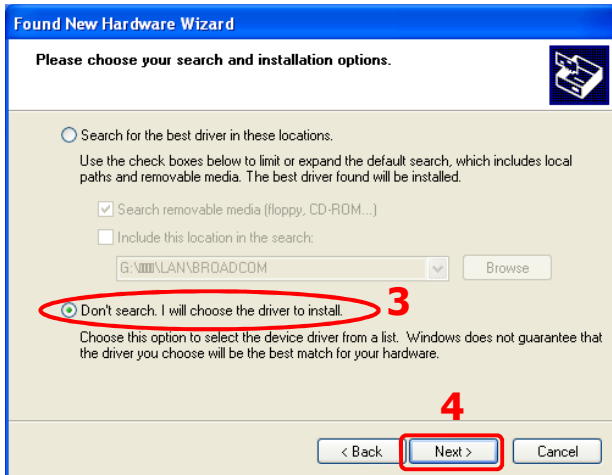 Found New Hardware Wizard
Please choose your search and installation options.
Search for the best driver in these locations.
Use the check boxes below to limit or expand the default search, which includes local
paths and removable media. The best driver found will be installed.
Search removable media (floppy, CD-ROM...)
Include this location in the search:
LAN\BROADCOM
Browse
Don't search. I will choose the driver to install.
3
Choose this option to select the device driver from a list. Windows does not guarantee that
the driver you choose will be the best match for your hardware.
4
< Back
Next >
Cancel